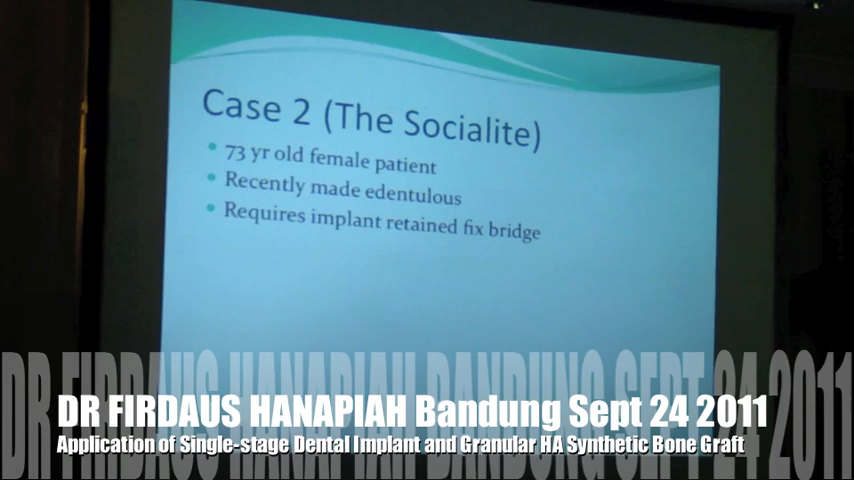 Case 2 (The Socialite)
• 73 yr old female patient
• Recently made edentulous
• Requires implant retained fix bridge
DR FIRDAUS HANAPIAH BANDUNG SEPT 24 2011
DR FIRDAUS HANAPIAH Bandung Sept 24 2011
Application of Single-stage Dental Implant and Granular HA Synthetic Bone Graft